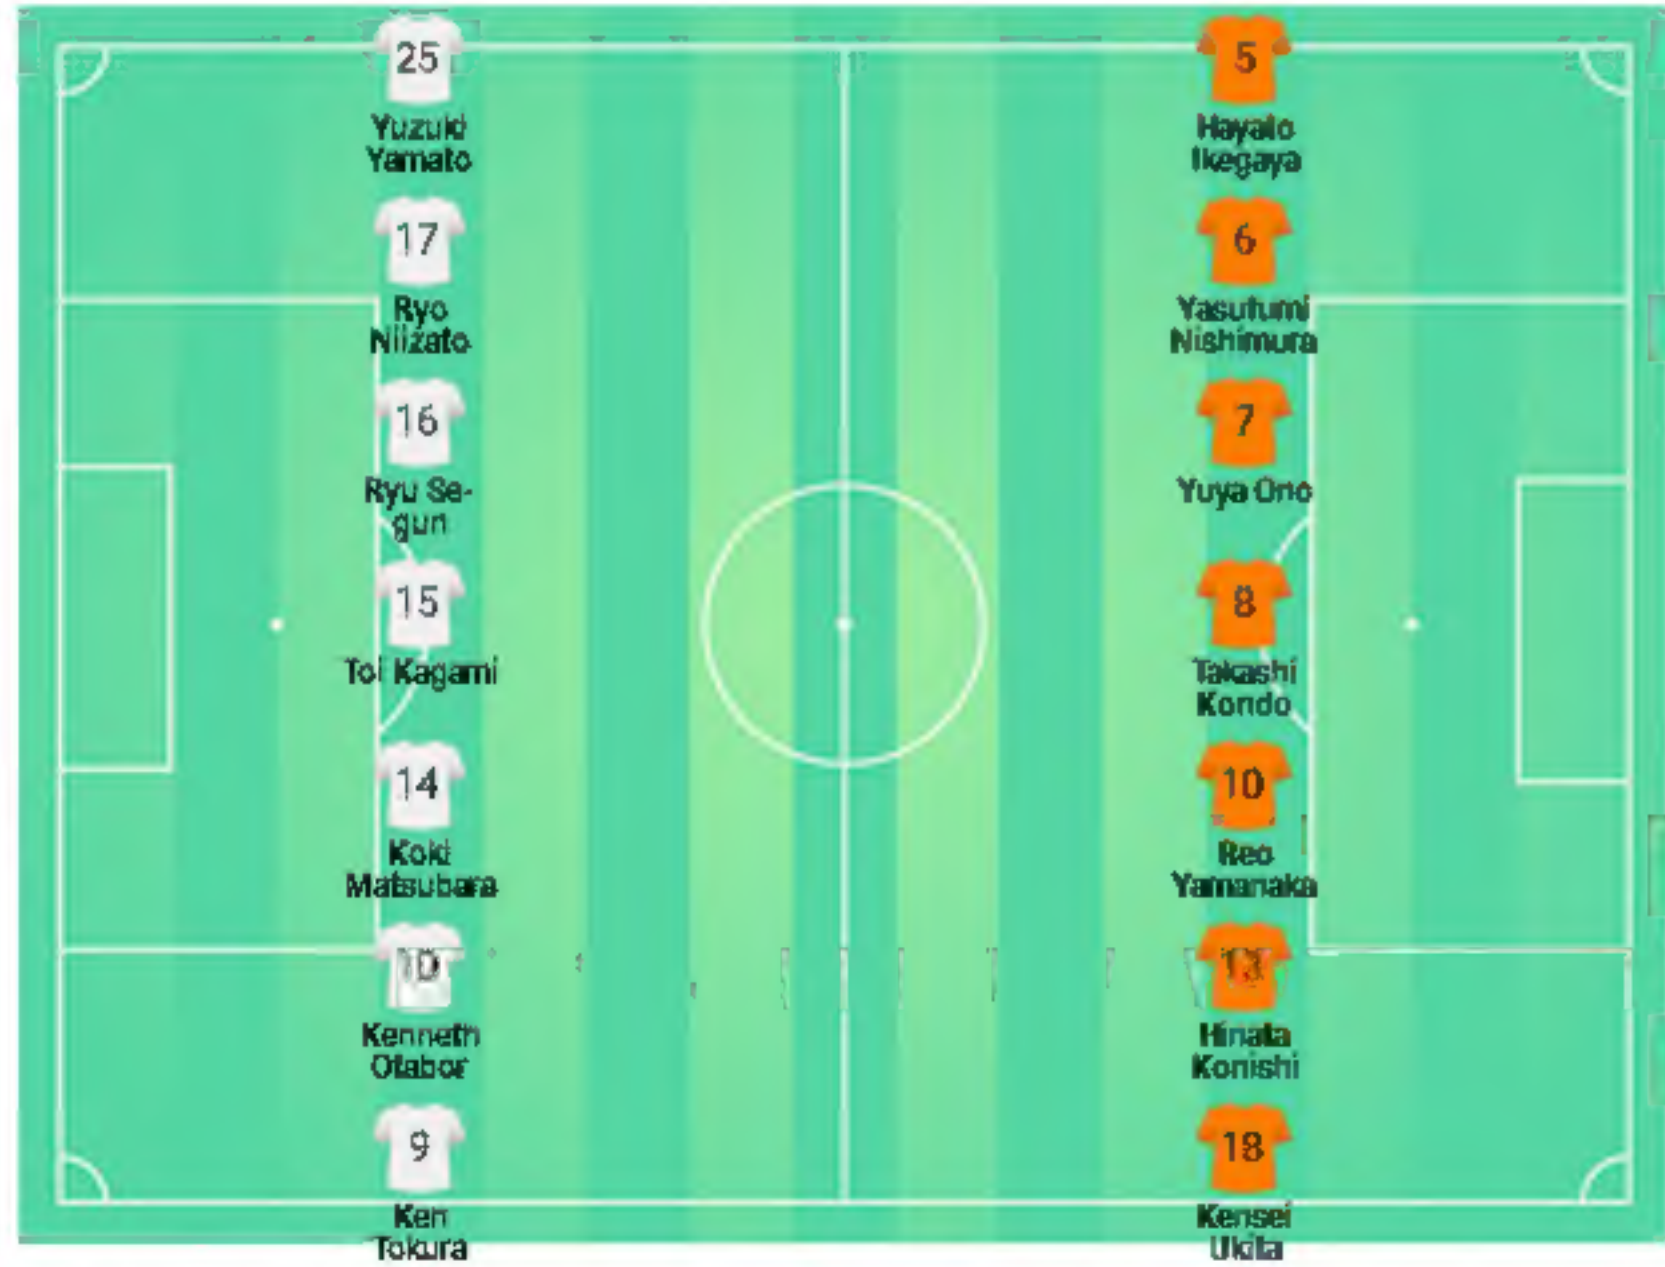 25
Yuzuki
Yamato
17
Ryo
Niizato
16
Ryu Se-
gun
15
Toi Kagami
14
Koki
Matsubara
10
Kenneth
Otabor
9
Ken
Tokura
5
Hayato
Ikegaya
6
Yasufumi
Nishimura
7
Yuya Ono
8
Takashi
Kondo
10
Reo
Yamanaka
13
Hinata
Konishi
18
Kensei
Ukita